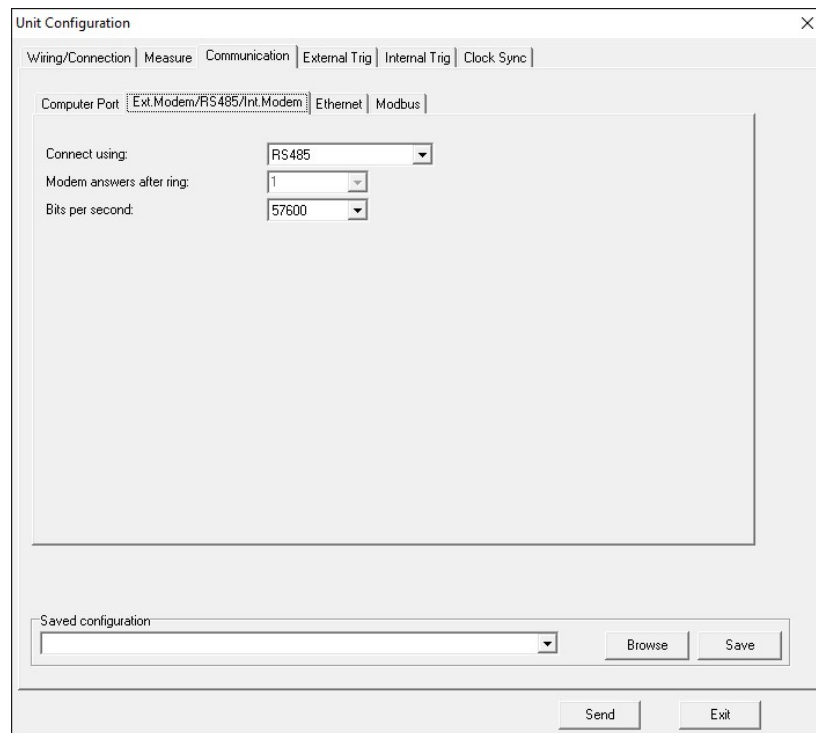 Unit Configuration
Wiring/Connection Measure Communication External Trig Internal Trig Clock Sync
Computer Port Ext.Modem/RS485/Int.Modem Ethernet Modbus
Connect using: RS485
Modem answers after ring: 1
Bits per second: 57600
Saved configuration
Browse Save
Send Exit